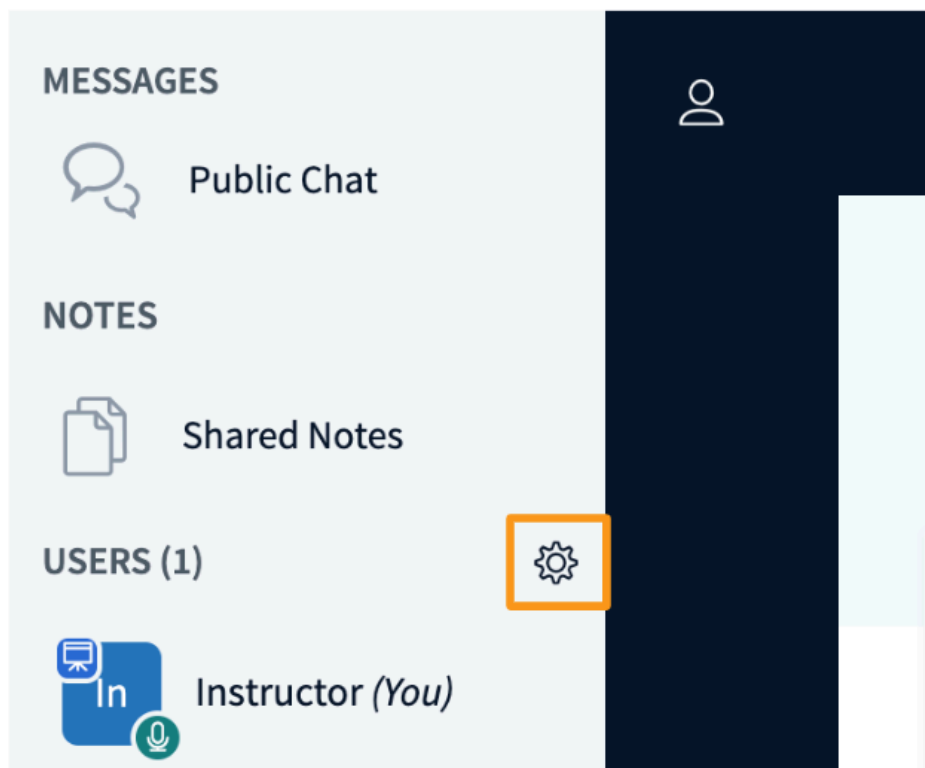 MESSAGES
Public Chat
NOTES
Shared Notes
USERS (1)
In
Instructor (You)